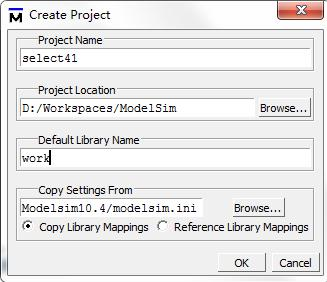 Create Project
Project Name
select41
Project Location
D:/Workspaces/ModelSim
Browse...
Default Library Name
work
Copy Settings From
Modelsim10.4/modelsim.ini
Browse...
Copy Library Mappings
Reference Library Mappings
OK
Cancel